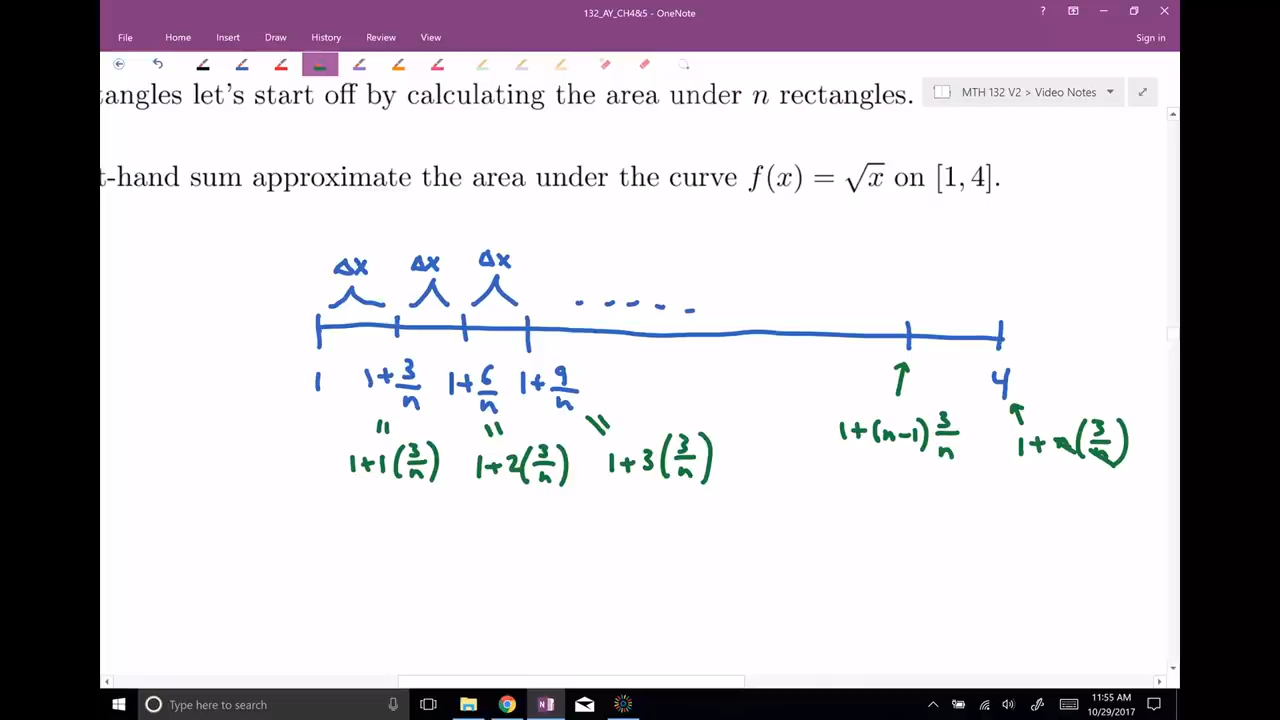 132_AY_CH4&5 - OneNote
?
File Home Insert Draw History Review View Sign in
tangles let's start off by calculating the area under n rectangles.
MTH 132 V2 > Video Notes
t-hand sum approximate the area under the curve f(x) = √x on [1, 4].
Δx Δx Δx
1 1+3/n 1+6/n 1+9/n 4
= = =
1+1(3/n) 1+2(3/n) 1+3(3/n) 1+(n-1)3/n 1+n(3/n)
Type here to search
11:55 AM
10/29/2017